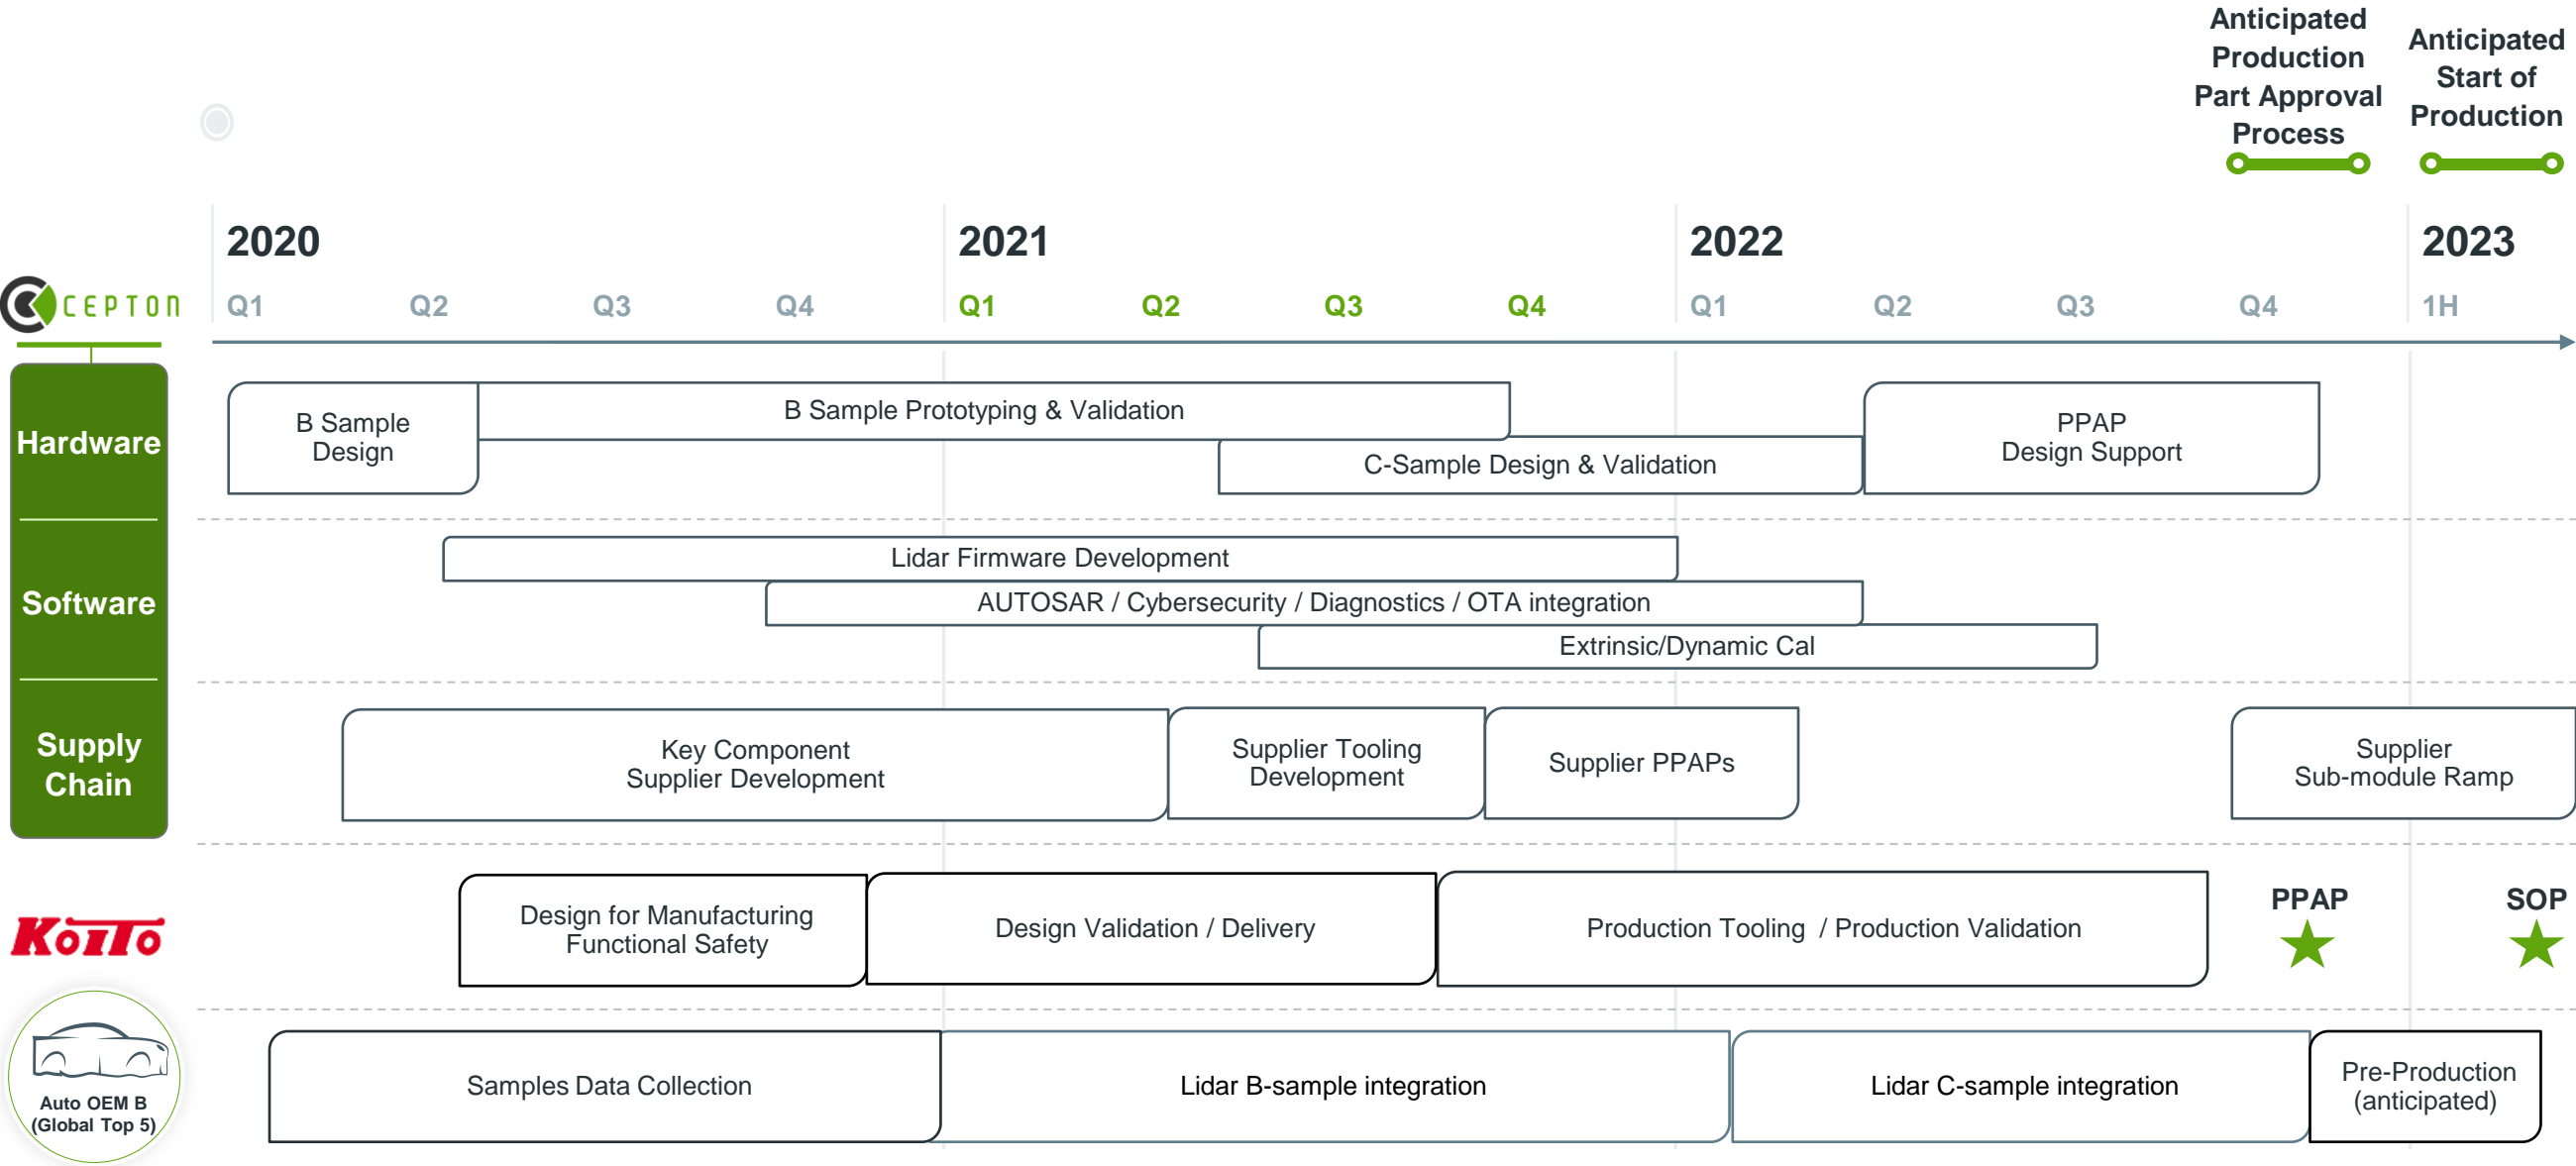 Anticipated
Production
Part Approval
Process
Anticipated
Start of
Production
2020
2021
2022
2023
CEPTON
Q1
Q2
Q3
Q4
Q1
Q2
Q3
Q4
Q1
Q2
Q3
Q4
1H
Hardware
B Sample
Design
B Sample Prototyping & Validation
C-Sample Design & Validation
PPAP
Design Support
Software
Lidar Firmware Development
AUTOSAR / Cybersecurity / Diagnostics / OTA integration
Extrinsic/Dynamic Cal
Supply
Chain
Key Component
Supplier Development
Supplier Tooling
Development
Supplier PPAPs
Supplier
Sub-module Ramp
KOITO
Design for Manufacturing
Functional Safety
Design Validation / Delivery
Production Tooling / Production Validation
PPAP
SOP
Auto OEM B
(Global Top 5)
Samples Data Collection
Lidar B-sample integration
Lidar C-sample integration
Pre-Production
(anticipated)